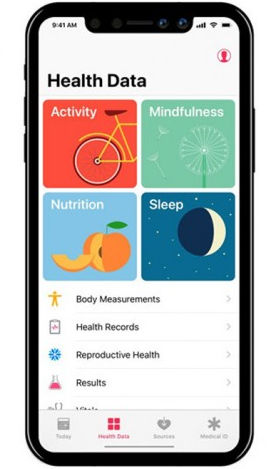 9:41 AM
Health Data
Activity
Mindfulness
Nutrition
Sleep
Body Measurements
Health Records
Reproductive Health
Results
Vitals
Today
Health Data
Sources
Medical ID